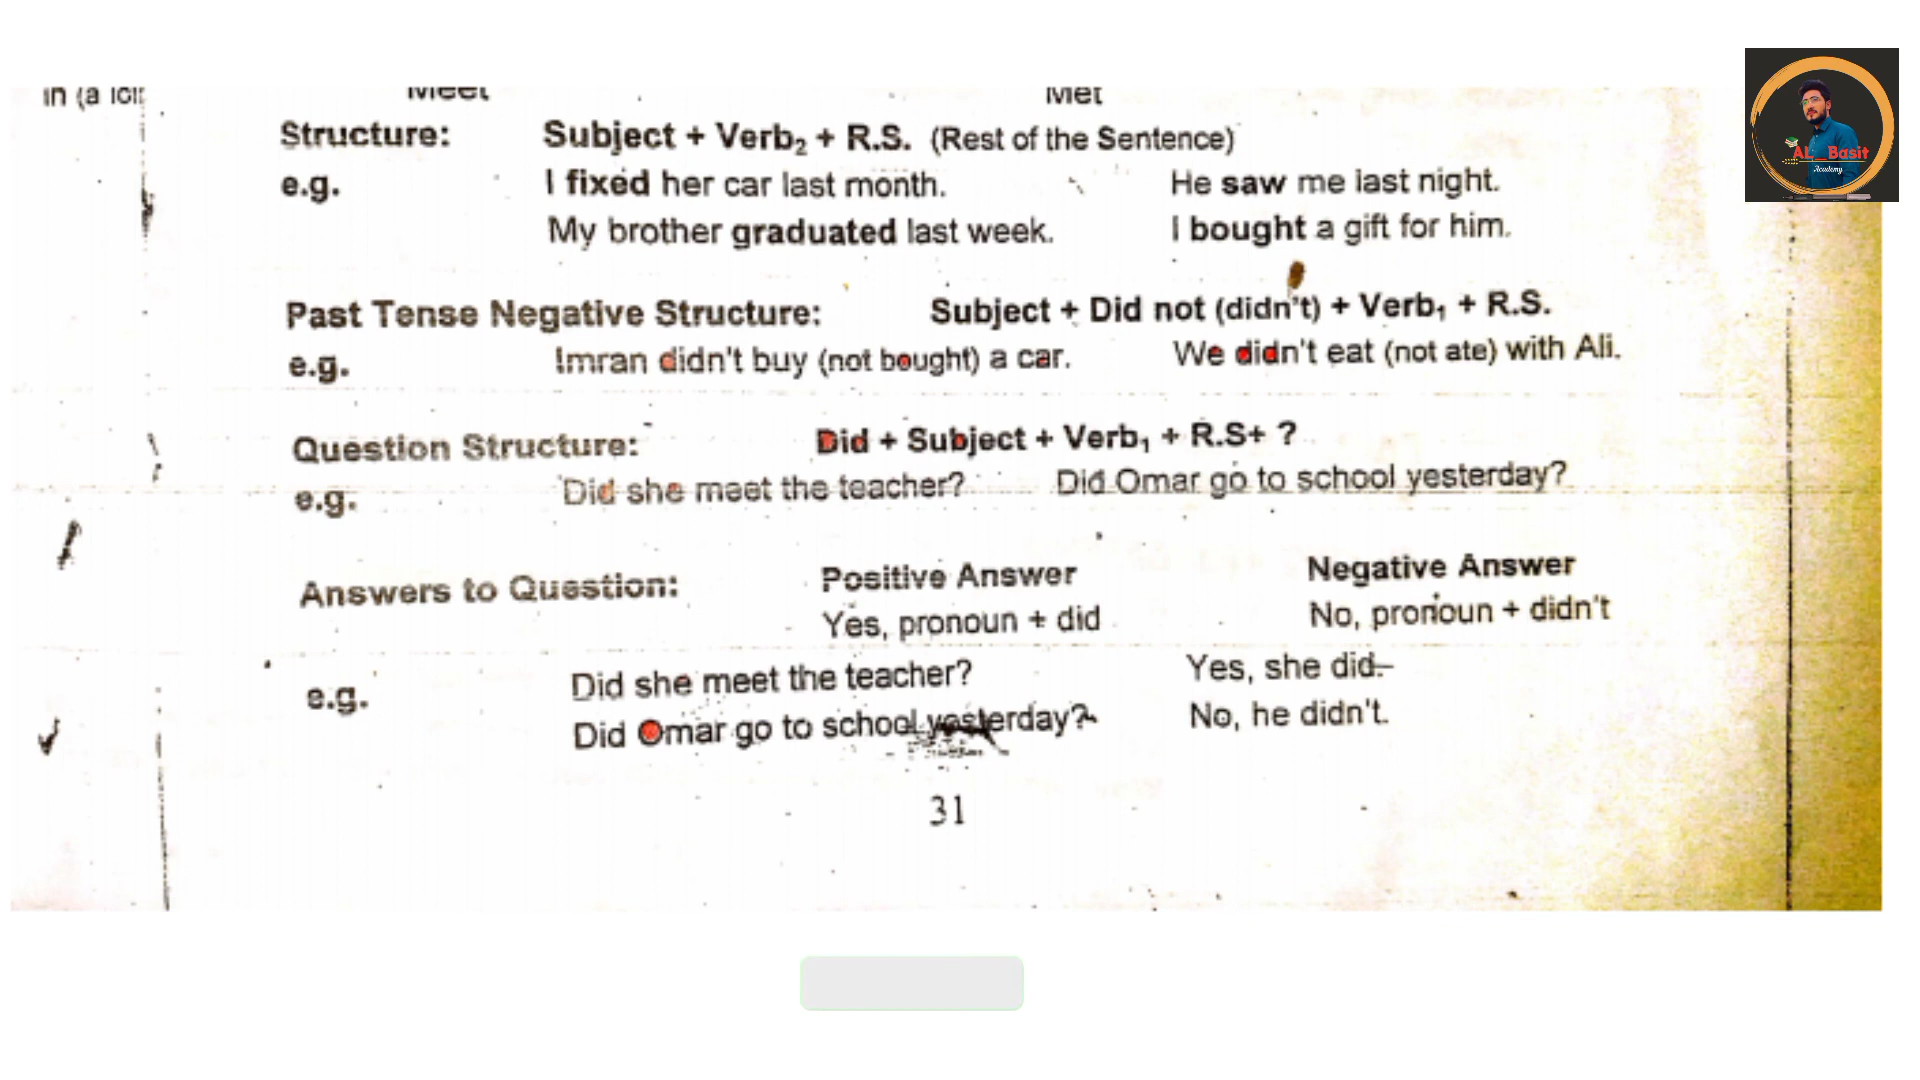 in (a
Meet Met
Structure: Subject + Verb₂ + R.S. (Rest of the Sentence)
e.g. I fixed her car last month. He saw me last night.
My brother graduated last week. I bought a gift for him.
Past Tense Negative Structure: Subject + Did not (didn't) + Verb₁ + R.S.
e.g. Imran didn't buy (not bought) a car. We didn't eat (not ate) with Ali.
Question Structure: Did + Subject + Verb₁ + R.S+ ?
e.g. Did she meet the teacher? Did Omar go to school yesterday?
Answers to Question: Positive Answer Negative Answer
Yes, pronoun + did No, pronoun + didn't
e.g. Did she meet the teacher? Yes, she did.
Did Omar go to school yesterday? No, he didn't.
31
AL_Basit
Academy